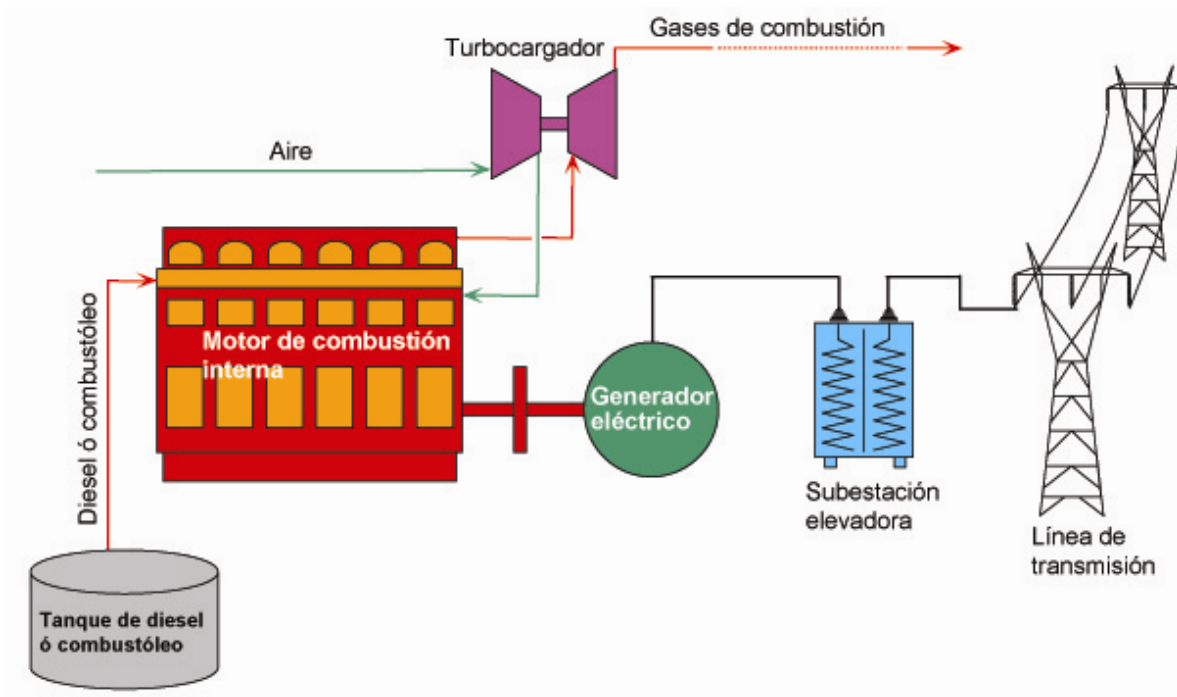 Gases de combustión
Turbocargador
Aire
Motor de combustión
interna
Diesel ó combustóleo
Generador
eléctrico
Subestación
elevadora
Línea de
transmisión
Tanque de diesel
ó combustóleo